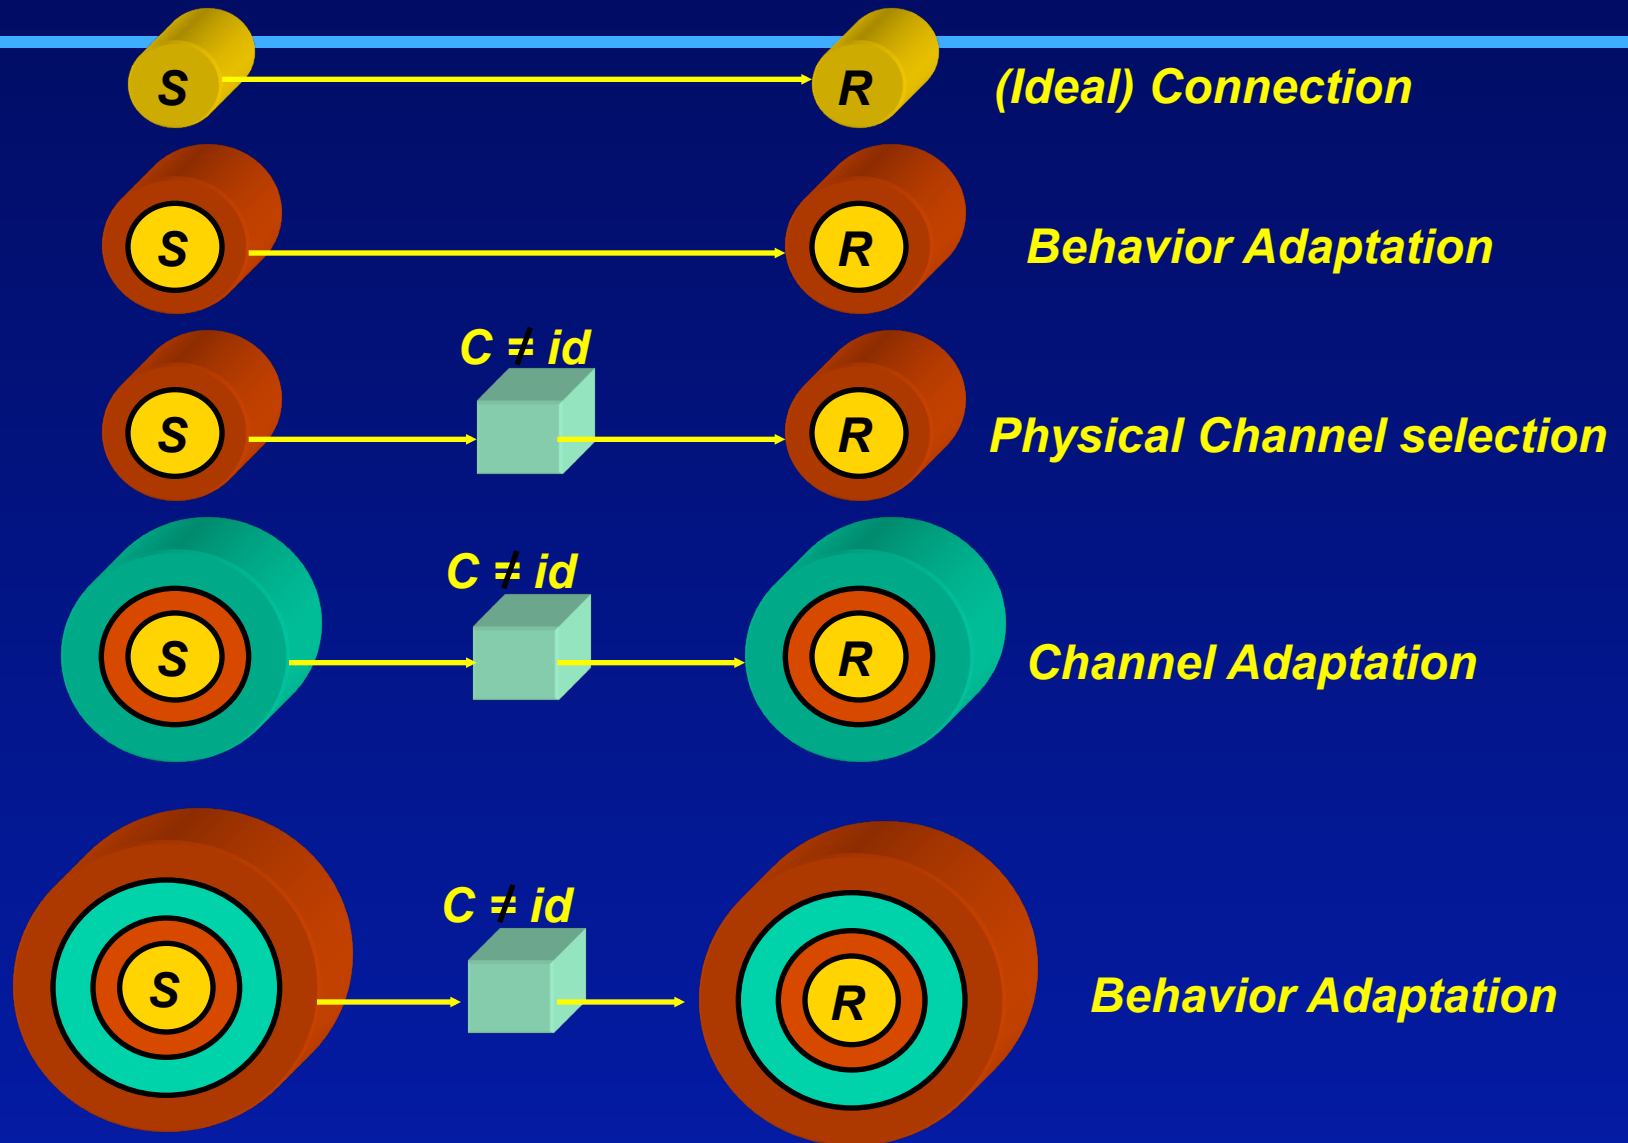 S R (Ideal) Connection
S R Behavior Adaptation
C ≠ id
S R Physical Channel selection
C ≠ id
S R Channel Adaptation
C ≠ id
S R Behavior Adaptation